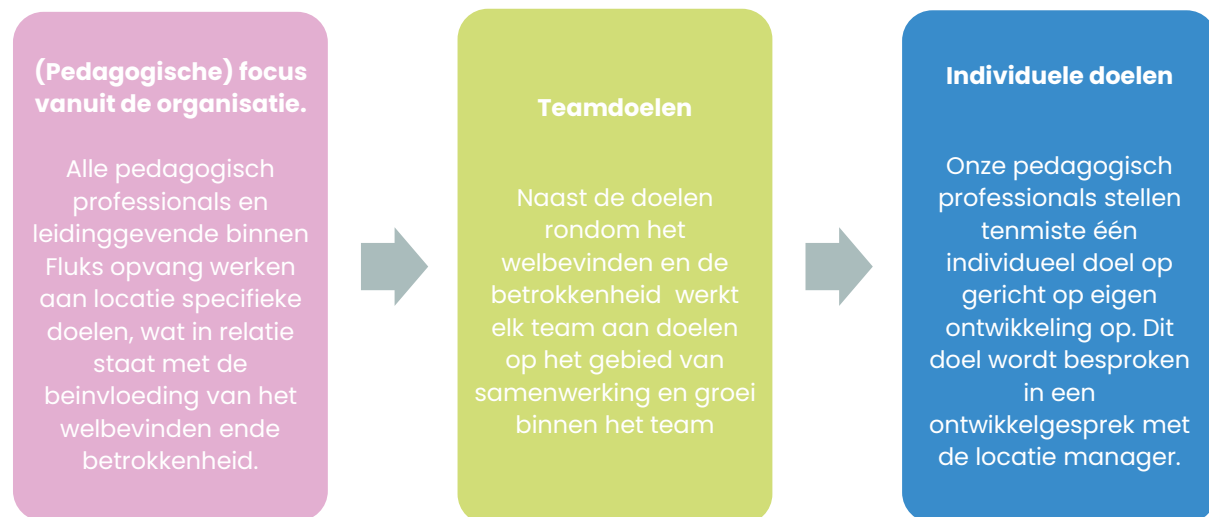 (Pedagogische) focus
vanuit de organisatie.
Alle pedagogisch
professionals en
leidinggevende binnen
Fluks opvang werken
aan locatie specifieke
doelen, wat in relatie
staat met de
beinvloeding van het
welbevinden ende
betrokkenheid.
Teamdoelen
Naast de doelen
rondom het
welbevinden en de
betrokkenheid  werkt
elk team aan doelen
op het gebied van
samenwerking en groei
binnen het team
Individuele doelen
Onze pedagogisch
professionals stellen
tenmiste één
individueel doel op
gericht op eigen
ontwikkeling op. Dit
doel wordt besproken
in een
ontwikkelgesprek met
de locatie manager.